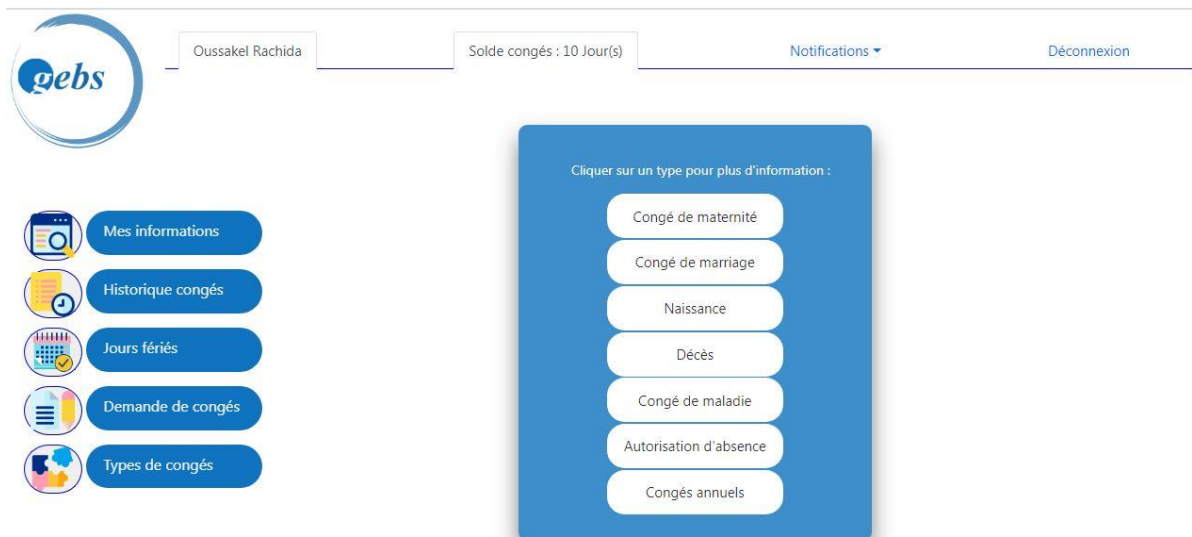 gebs
Oussakel Rachida
Solde congés : 10 Jour(s)
Notifications
Déconnexion
Cliquer sur un type pour plus d'information :
Congé de maternité
Congé de marriage
Naissance
Décès
Congé de maladie
Autorisation d'absence
Congés annuels
Mes informations
Historique congés
Jours fériés
Demande de congés
Types de congés